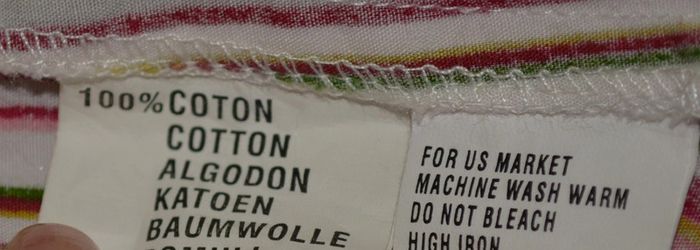 100% COTON
COTTON
ALGODON
KATOEN
BAUMWOLLE
FOR US MARKET
MACHINE WASH WARM
DO NOT BLEACH
HIGH IRON